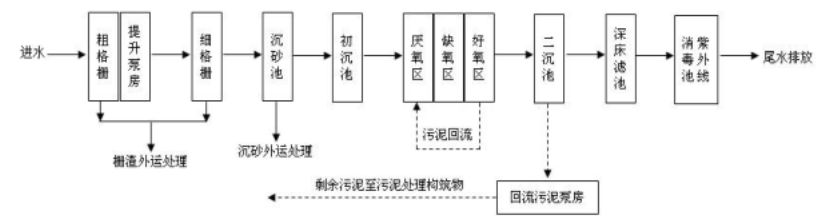 进水
粗格栅
提升泵房
细格栅
沉砂池
初沉池
厌氧区
缺氧区
好氧区
二沉池
深床滤池
紫外线
消毒池
尾水排放
污泥回流
栅渣外运处理
沉砂外运处理
剩余污泥至污泥处理构筑物
回流污泥泵房